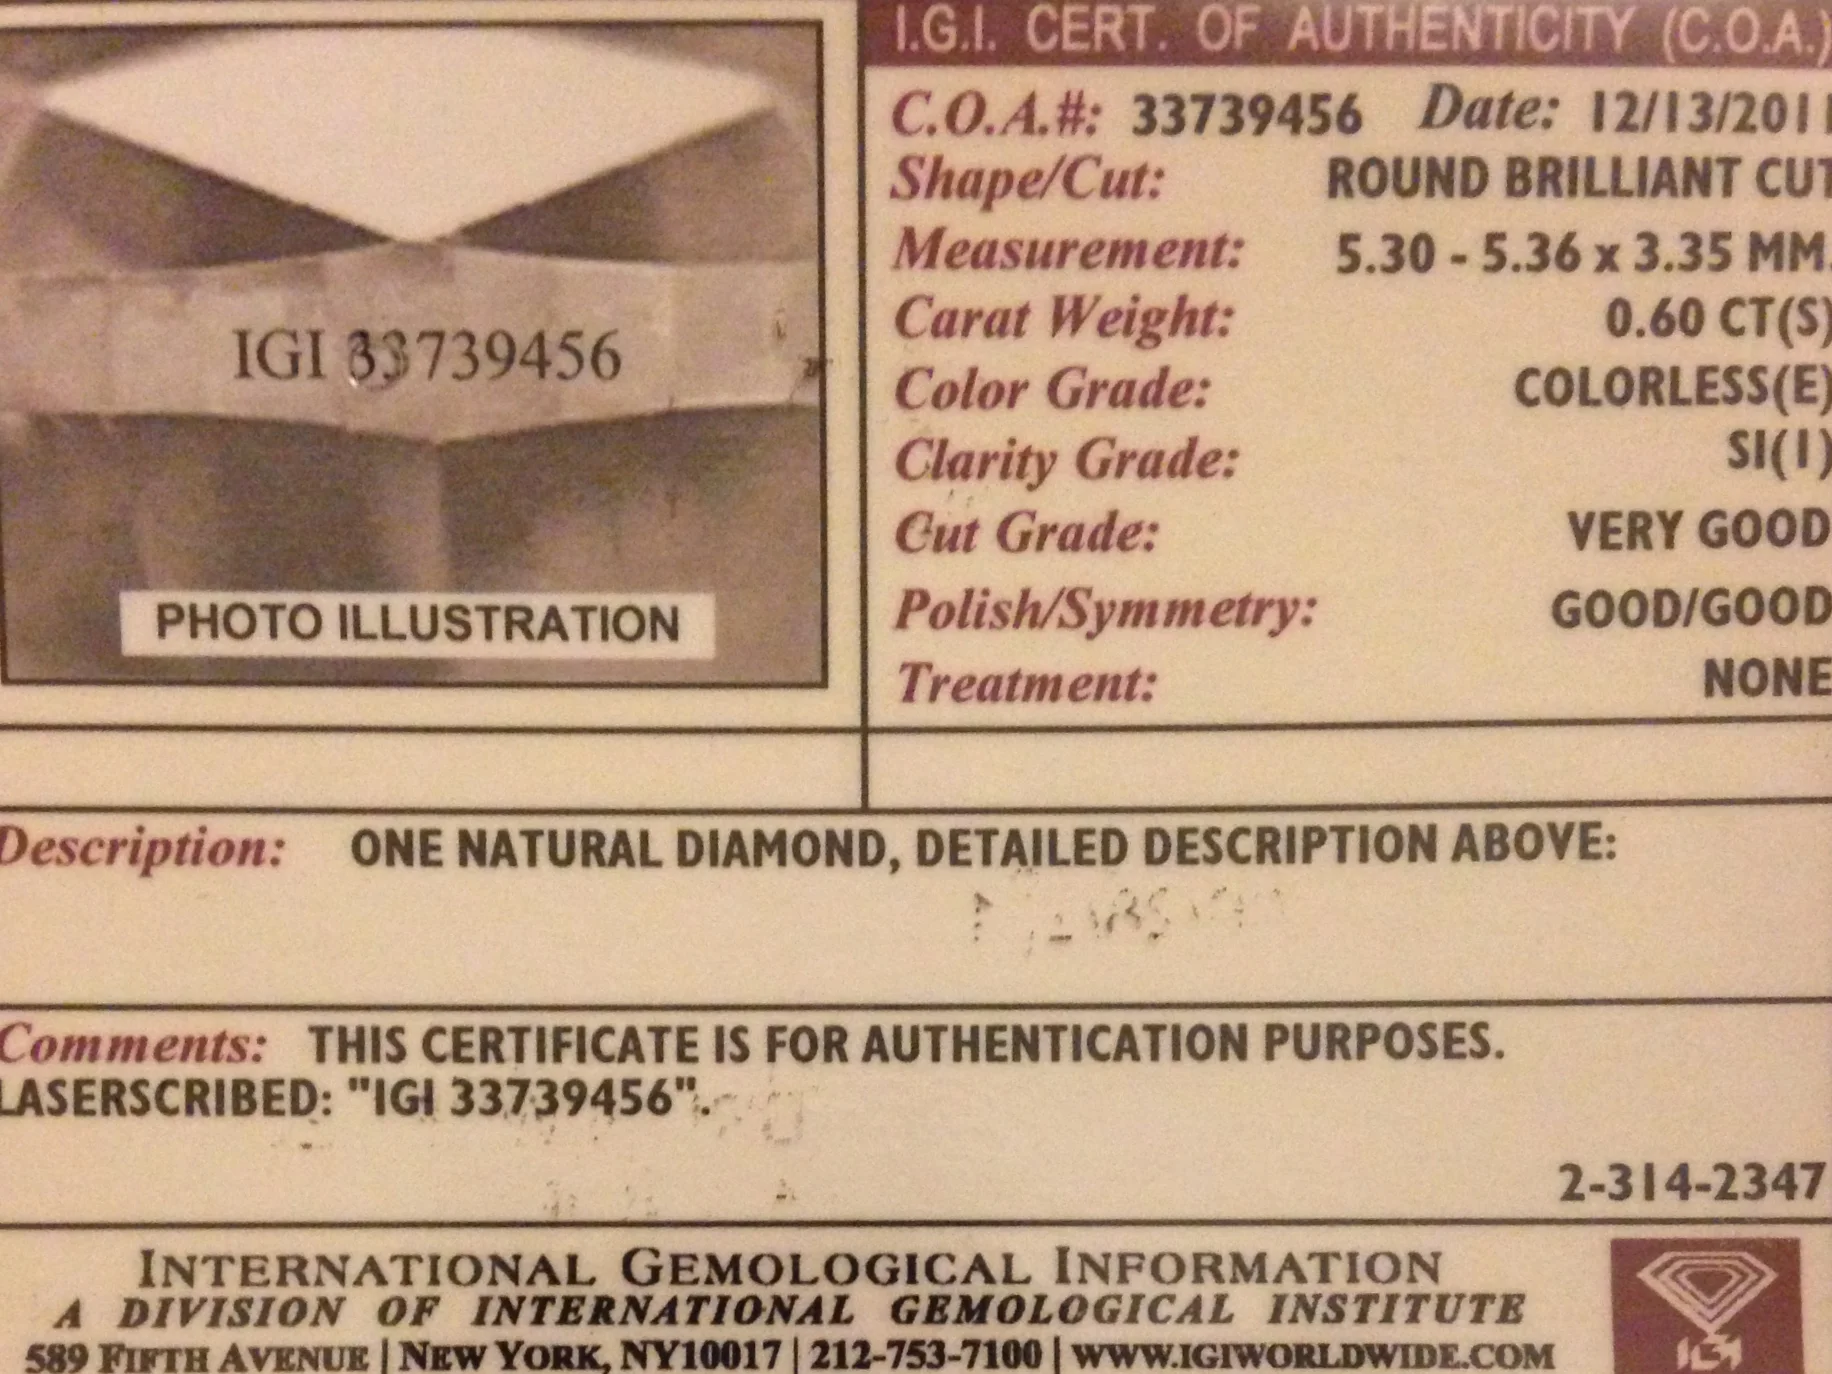 I.G.I. CERT. OF AUTHENTICITY (C.O.A.)
C.O.A.#: 33739456 Date: 12/13/2011
Shape/Cut: ROUND BRILLIANT CUT
Measurement: 5.30 - 5.36 x 3.35 MM.
Carat Weight: 0.60 CT(S)
Color Grade: COLORLESS(E)
Clarity Grade: SI(1)
Cut Grade: VERY GOOD
Polish/Symmetry: GOOD/GOOD
Treatment: NONE
IGI 33739456
PHOTO ILLUSTRATION
Description: ONE NATURAL DIAMOND, DETAILED DESCRIPTION ABOVE:
Comments: THIS CERTIFICATE IS FOR AUTHENTICATION PURPOSES.
LASERSCRIBED: "IGI 33739456".
2-314-2347
INTERNATIONAL GEMOLOGICAL INFORMATION
A DIVISION OF INTERNATIONAL GEMOLOGICAL INSTITUTE
589 FIFTH AVENUE | NEW YORK, NY10017 | 212-753-7100 | WWW.IGIWORLDWIDE.COM
IGI